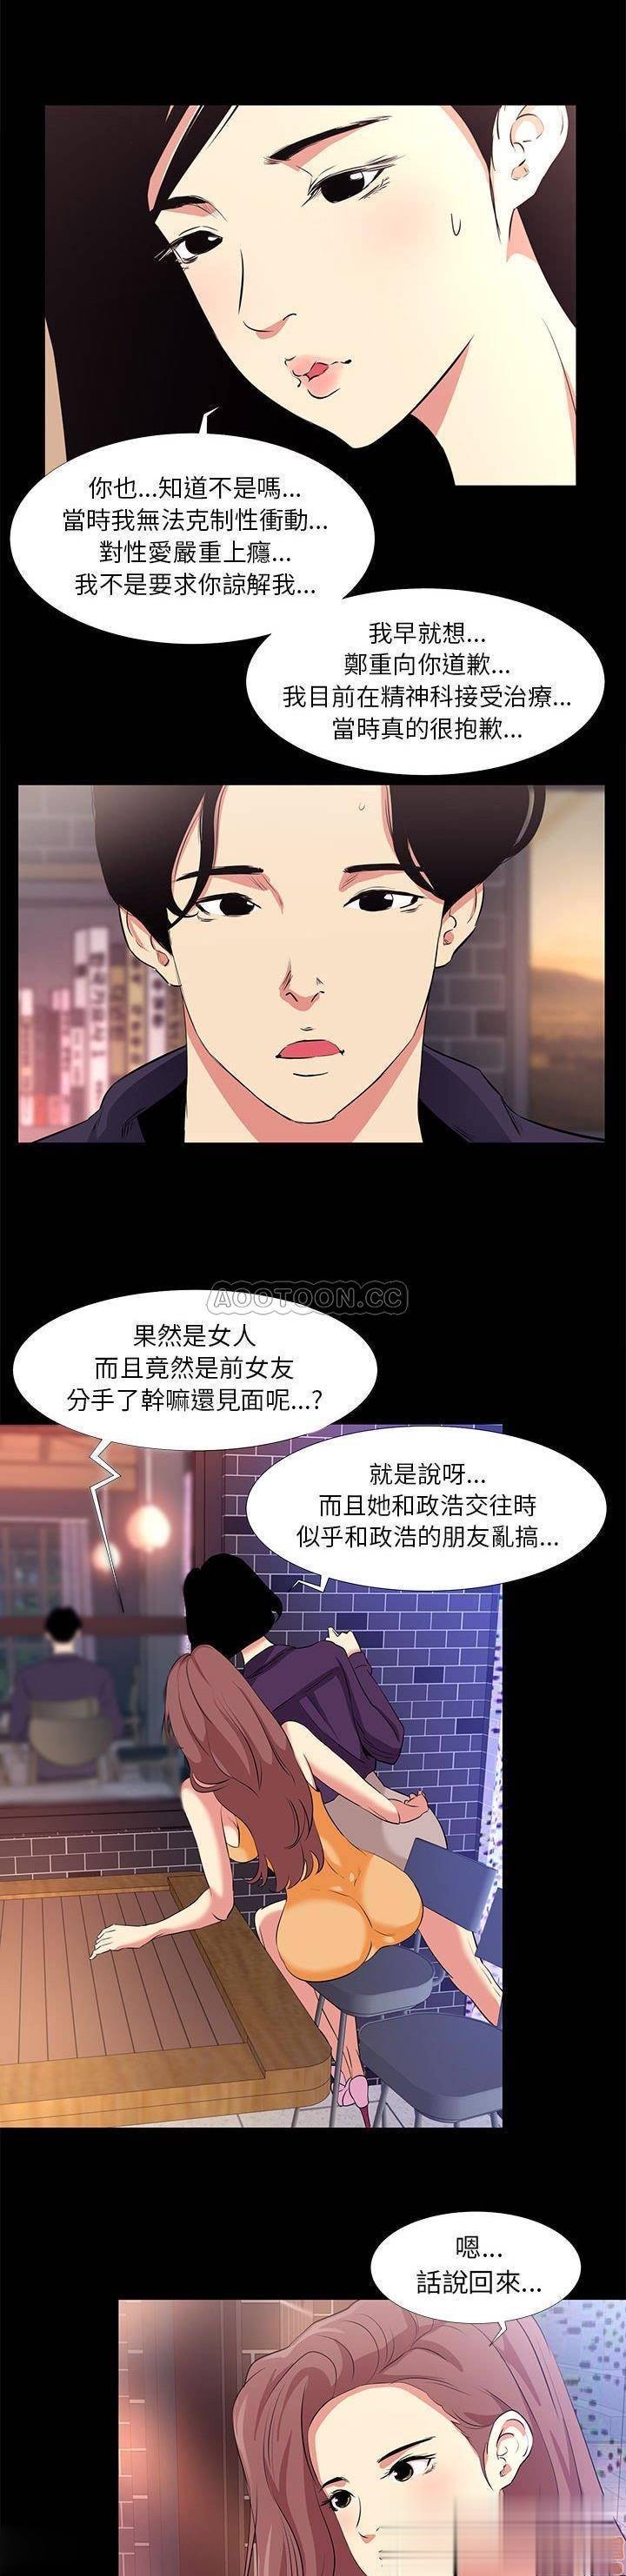 你也...知道不是嗎...
當時我無法克制性衝動...
對性愛嚴重上癮...
我不是要求你諒解我...
我早就想...
鄭重向你道歉...
我目前在精神科接受治療...
當時真的很抱歉...
AOOTOON.CC
果然是女人
而且竟然是前女友
分手了幹嘛還見面呢...?
就是說呀...
而且她和政浩交往時
似乎和政浩的朋友亂搞...
嗯...
話說回來...